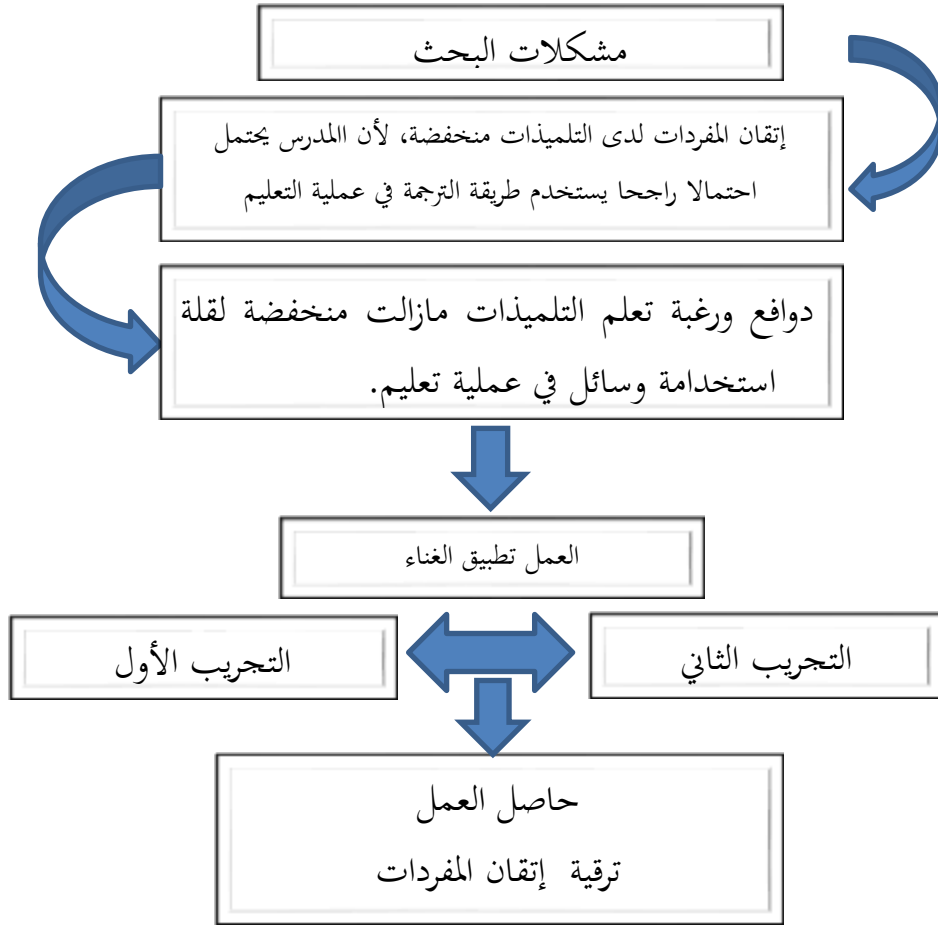 مشكلات البحث
إتقان المفردات لدى التلميذات منخفضة، لأن االمدرس يحتمل
احتمالا راجحا يستخدم طريقة الترجمة في عملية التعليم
دوافع ورغبة تعلم التلميذات مازالت منخفضة لقلة
استخدامة وسائل في عملية تعليم.
العمل تطبيق الغناء
التجريب الثاني
التجريب الأول
حاصل العمل
ترقية إتقان المفردات